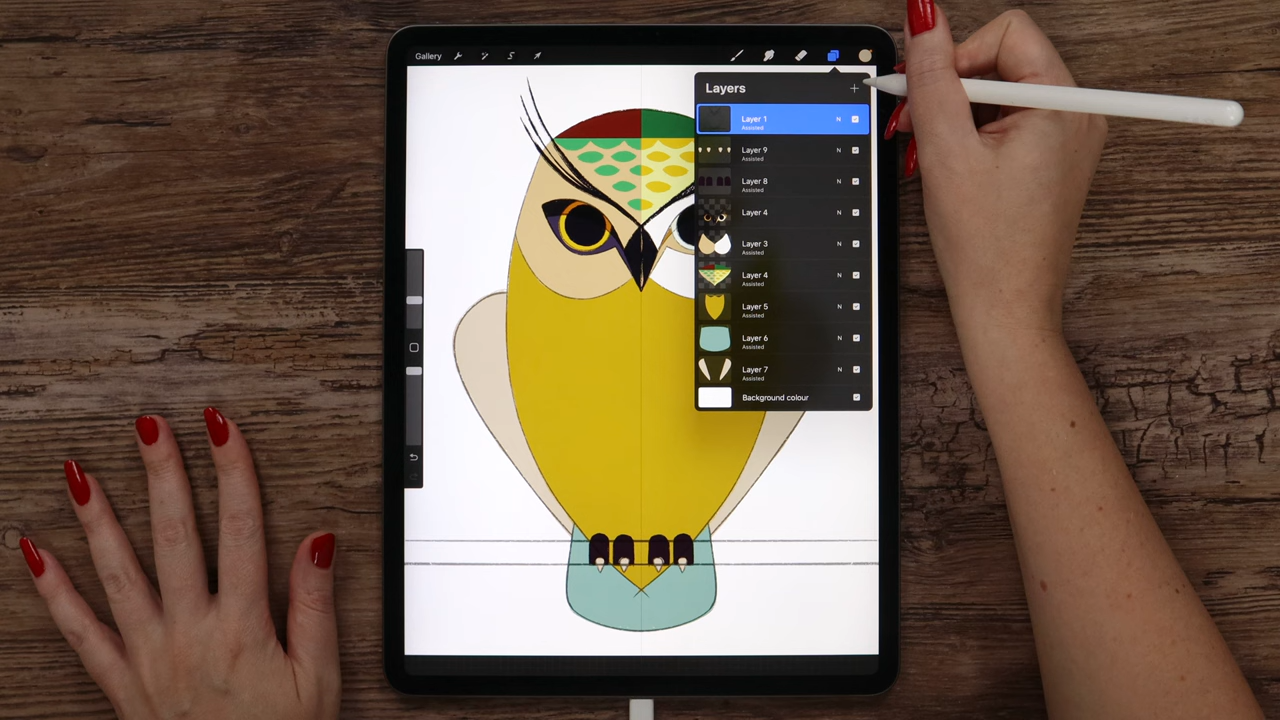 Gallery
Layers
Layer 1
N
Assisted
Layer 9
N
Assisted
Layer 8
N
Assisted
Layer 4
N
Layer 3
N
Assisted
Layer 4
N
Assisted
Layer 5
N
Assisted
Layer 6
N
Assisted
Layer 7
N
Assisted
Background colour